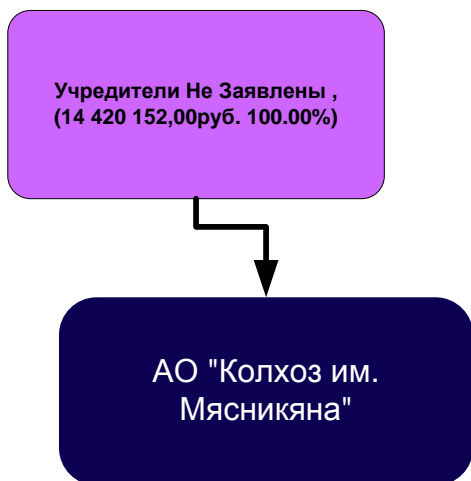 Учредители Не Заявлены ,
(14 420 152,00руб. 100.00%)
АО "Колхоз им.
Мясникяна"